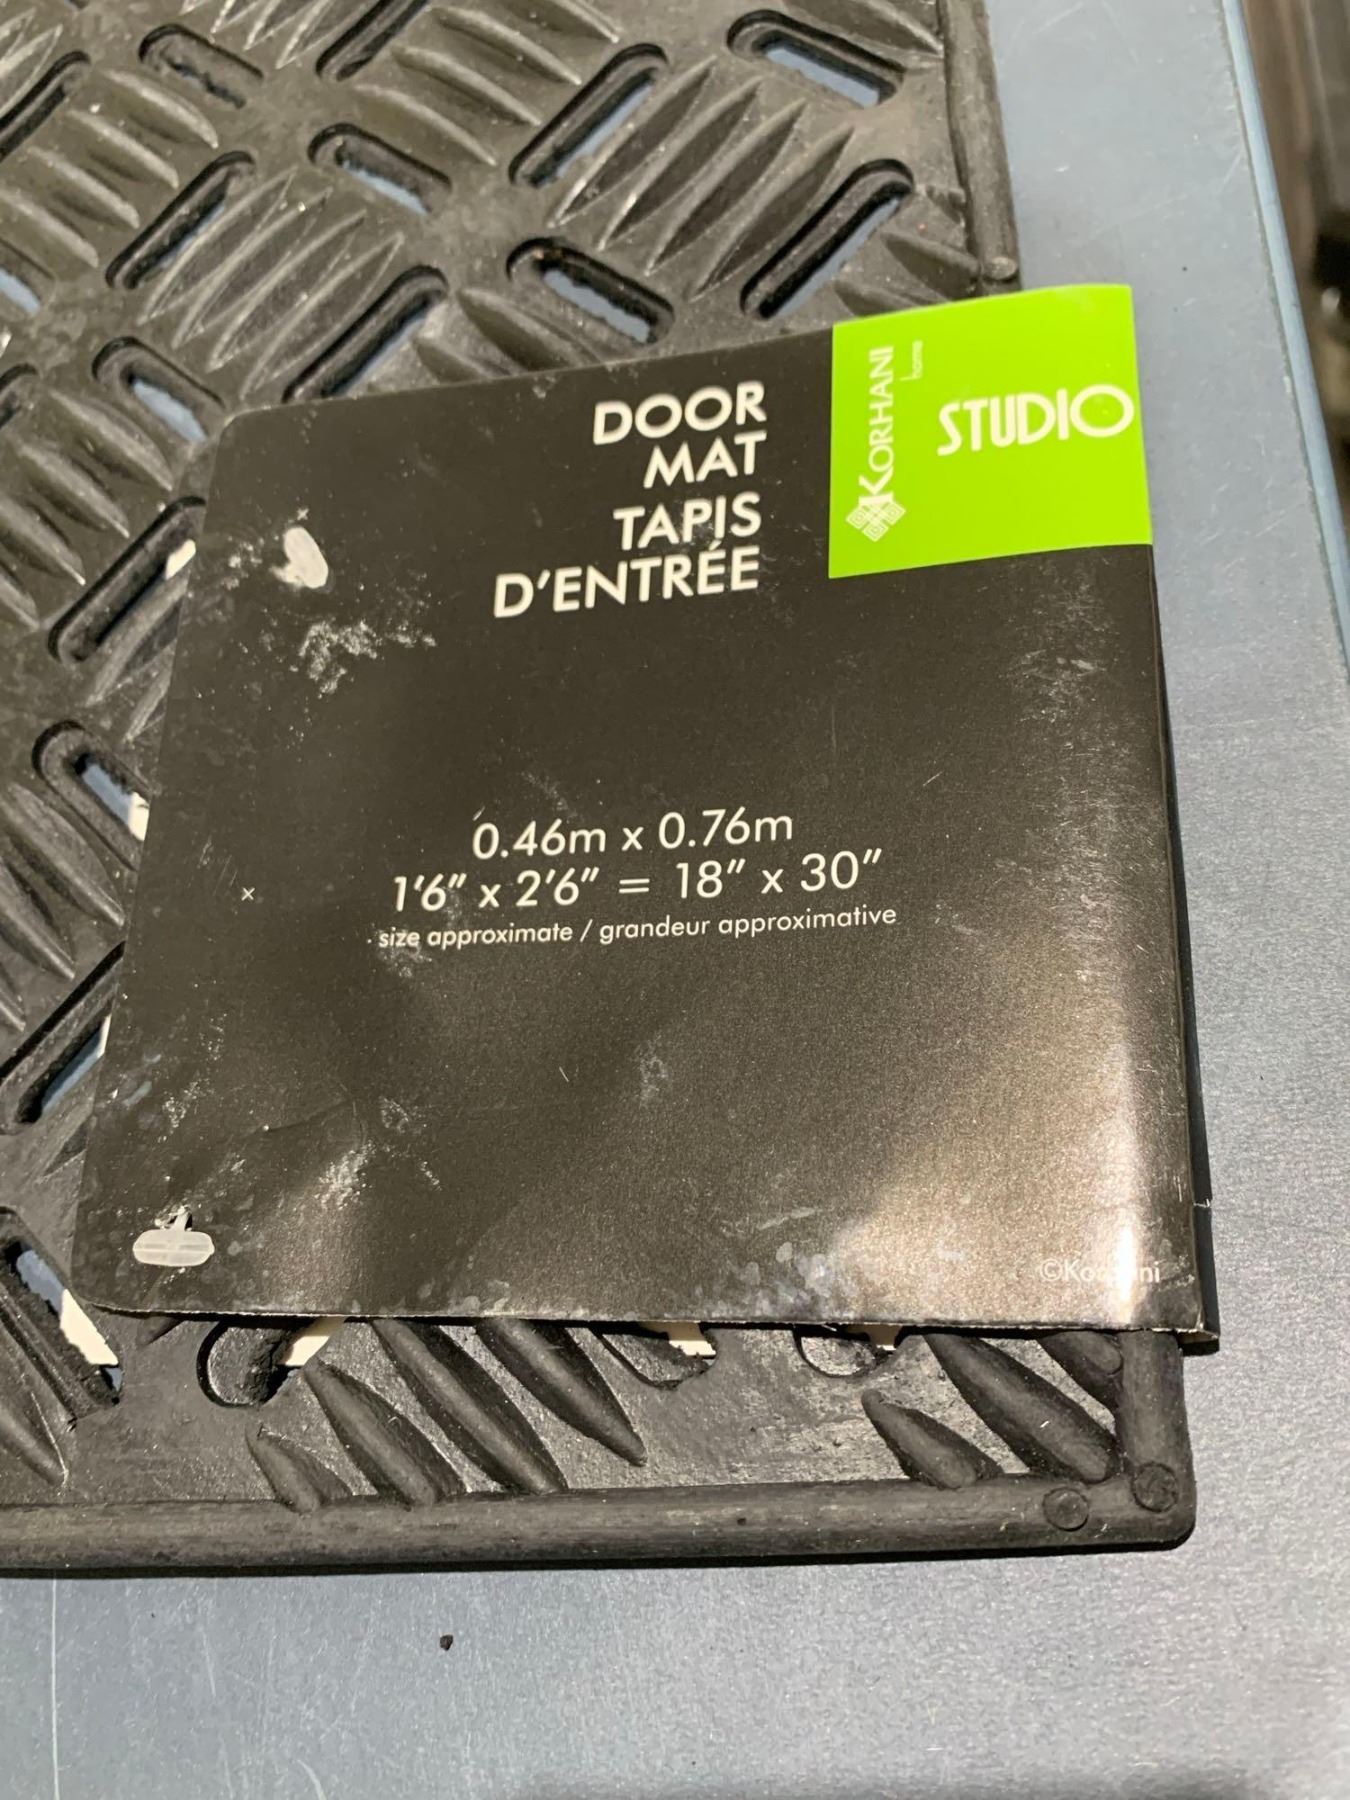 DOOR
MAT
TAPIS
D'ENTRÉE
KORHANI
home
STUDIO
0.46m x 0.76m
1'6" x 2'6" = 18" x 30"
size approximate / grandeur approximative